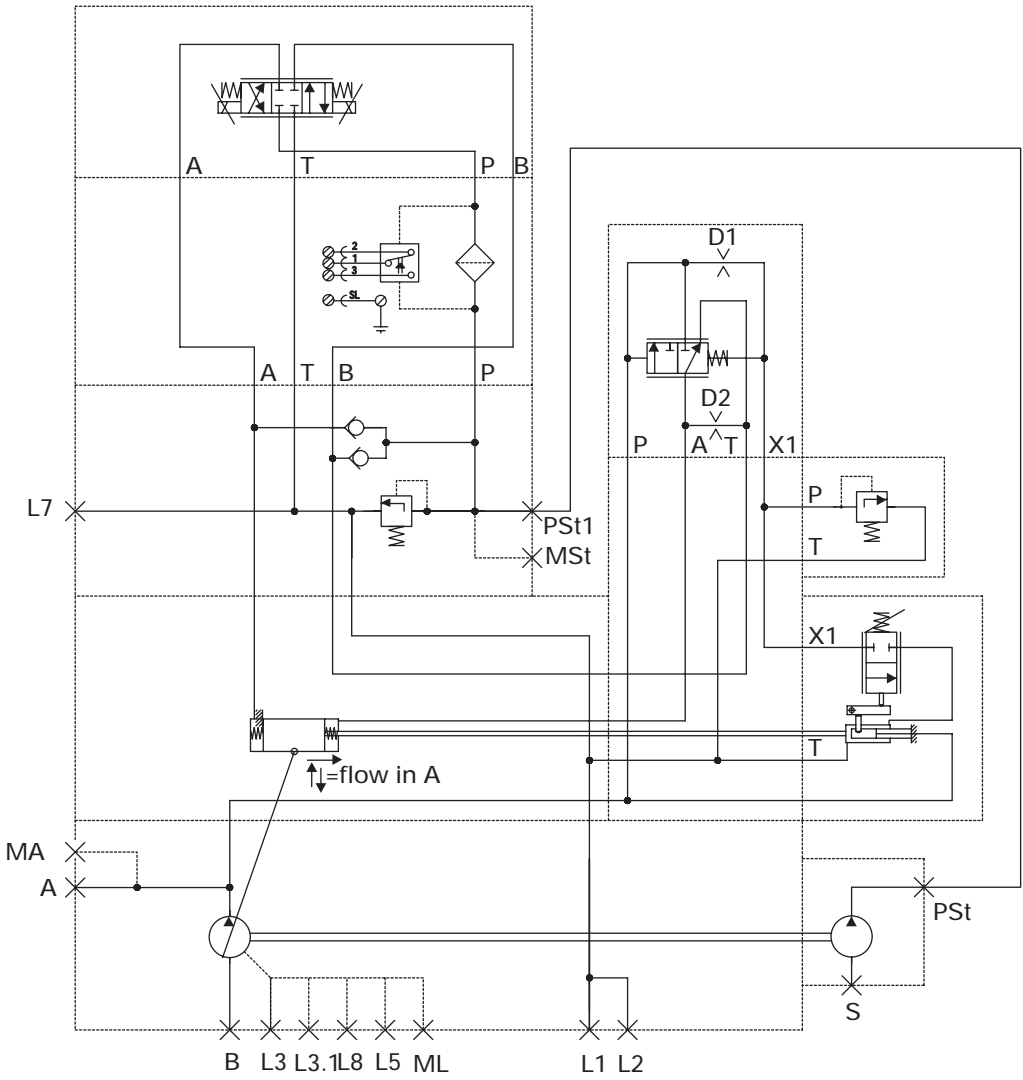 A T P B
2
1
3
SL
D1
A T B P
D2
P A T X1
L7
PSt1
MSt
P
T
X1
T
=flow in A
MA
A
PSt
S
B L3 L3.1 L8 L5 ML L1 L2